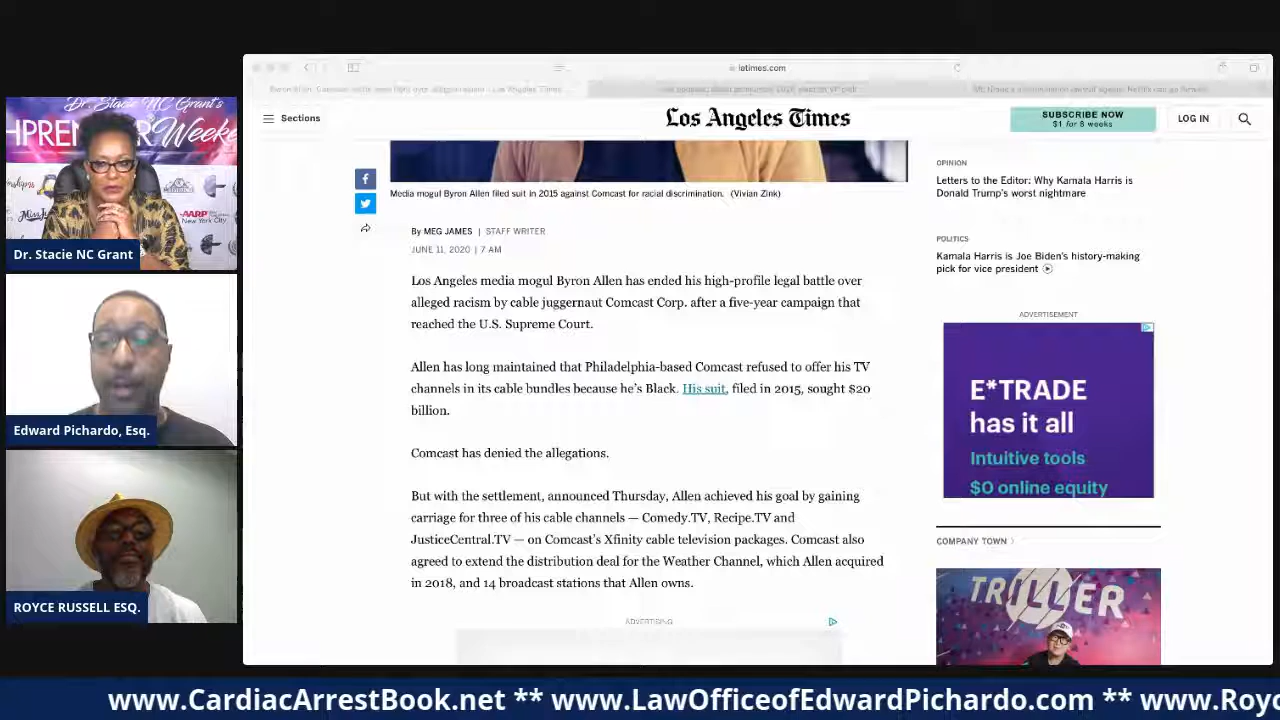 Dr. Stacie NC Grant's
HPREN
R Weeke
AARP
New York City
Dr. Stacie NC Grant
Edward Pichardo, Esq.
ROYCE RUSSELL ESQ.
latimes.com
Sections
Los Angeles Times
SUBSCRIBE NOW
$1 for 8 weeks
LOG IN
Media mogul Byron Allen filed suit in 2015 against Comcast for racial discrimination. (Vivian Zink)
By MEG JAMES | STAFF WRITER
JUNE 11, 2020 | 7 AM
Los Angeles media mogul Byron Allen has ended his high-profile legal battle over
alleged racism by cable juggernaut Comcast Corp. after a five-year campaign that
reached the U.S. Supreme Court.
Allen has long maintained that Philadelphia-based Comcast refused to offer his TV
channels in its cable bundles because he's Black. His suit, filed in 2015, sought $20
billion.
Comcast has denied the allegations.
But with the settlement, announced Thursday, Allen achieved his goal by gaining
carriage for three of his cable channels — Comedy.TV, Recipe.TV and
JusticeCentral.TV — on Comcast's Xfinity cable television packages. Comcast also
agreed to extend the distribution deal for the Weather Channel, which Allen acquired
in 2018, and 14 broadcast stations that Allen owns.
ADVERTISING
OPINION
Letters to the Editor: Why Kamala Harris is
Donald Trump's worst nightmare
POLITICS
Kamala Harris is Joe Biden's history-making
pick for vice president
ADVERTISEMENT
E*TRADE
has it all
Intuitive tools
$0 online equity
COMPANY TOWN
TRILLER
www.CardiacArrestBook.net ** www.LawOfficeofEdwardPichardo.com ** www.Royc